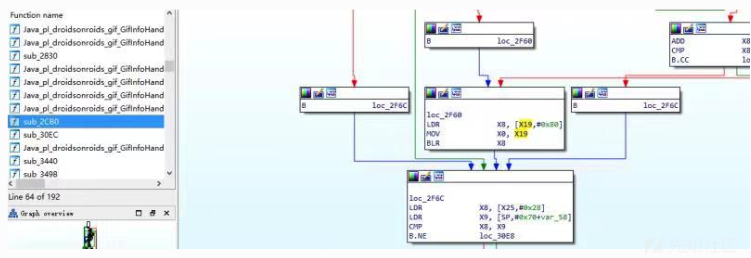 Function name
Java_pl_droidsonroids_gif_GifInfoHand
Java_pl_droidsonroids_gif_GifInfoHand
sub_2830
Java_pl_droidsonroids_gif_GifInfoHand
Java_pl_droidsonroids_gif_GifInfoHand
Java_pl_droidsonroids_gif_GifInfoHand
Java_pl_droidsonroids_gif_GifInfoHand
sub_2CB0
sub_30EC
Java_pl_droidsonroids_gif_GifInfoHand
sub_3440
sub_3498
Line 64 of 192
Graph overview
B loc_2F60
ADD X8
CMP X8
B.CC
B loc_2F6C
loc_2F60
LDR X8, [X19,#0x80]
MOV X0, X19
BLR X8
B loc_2F6C
loc_2F6C
LDR X8, [X25,#0x28]
LDR X9, [SP,#0x70+var_58]
CMP X8, X9
B.NE loc_30E8